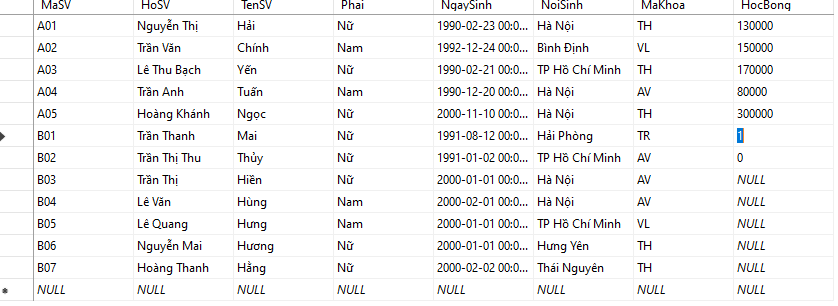 MaSV HoSV TenSV Phai NgaySinh NoiSinh MaKhoa HocBong
A01 Nguyễn Thị Hải Nữ 1990-02-23 00:0... Hà Nội TH 130000
A02 Trần Văn Chính Nam 1992-12-24 00:0... Bình Định VL 150000
A03 Lê Thu Bạch Yến Nữ 1990-02-21 00:0... TP Hồ Chí Minh TH 170000
A04 Trần Anh Tuấn Nam 1990-12-20 00:0... Hà Nội AV 80000
A05 Hoàng Khánh Ngọc Nữ 2000-11-10 00:0... Hà Nội TH 300000
B01 Trần Thanh Mai Nữ 1991-08-12 00:0... Hải Phòng TR 1
B02 Trần Thị Thu Thủy Nữ 1991-01-02 00:0... TP Hồ Chí Minh AV 0
B03 Trần Thị Hiền Nữ 2000-01-01 00:0... Hà Nội AV NULL
B04 Lê Văn Hùng Nam 2000-02-01 00:0... Hà Nội AV NULL
B05 Lê Quang Hưng Nam 2000-01-01 00:0... TP Hồ Chí Minh VL NULL
B06 Nguyễn Mai Hương Nữ 2000-01-01 00:0... Hưng Yên TH NULL
B07 Hoàng Thanh Hằng Nữ 2000-02-02 00:0... Thái Nguyên TH NULL
NULL NULL NULL NULL NULL NULL NULL NULL